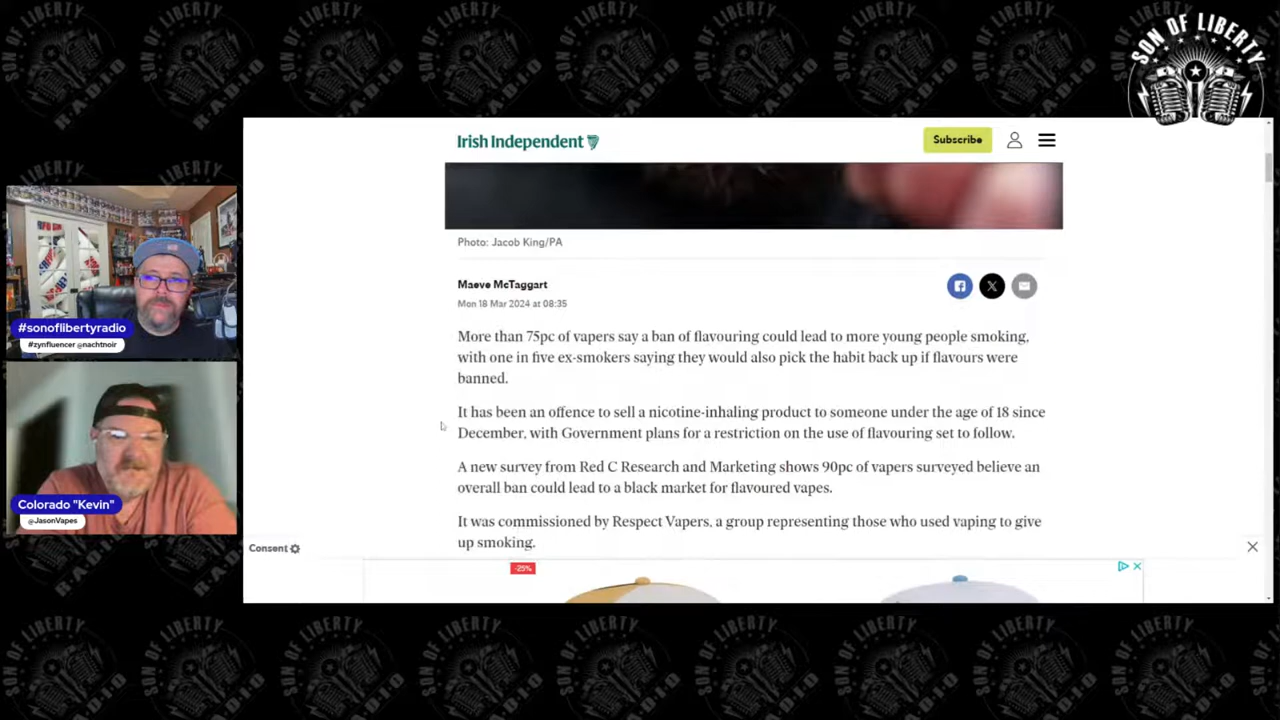 SON OF LIBERTY
Irish Independent
Subscribe
Photo: Jacob King/PA
Maeve McTaggart
Mon 18 Mar 2024 at 08:35
More than 75pc of vapers say a ban of flavouring could lead to more young people smoking,
with one in five ex-smokers saying they would also pick the habit back up if flavours were
banned.
It has been an offence to sell a nicotine-inhaling product to someone under the age of 18 since
December, with Government plans for a restriction on the use of flavouring set to follow.
A new survey from Red C Research and Marketing shows 90pc of vapers surveyed believe an
overall ban could lead to a black market for flavoured vapes.
It was commissioned by Respect Vapers, a group representing those who used vaping to give
up smoking.
Consent
-25%
#sonoflibertyradio
#zynfluencer @nachtnoir
Colorado "Kevin"
@JasonVapes